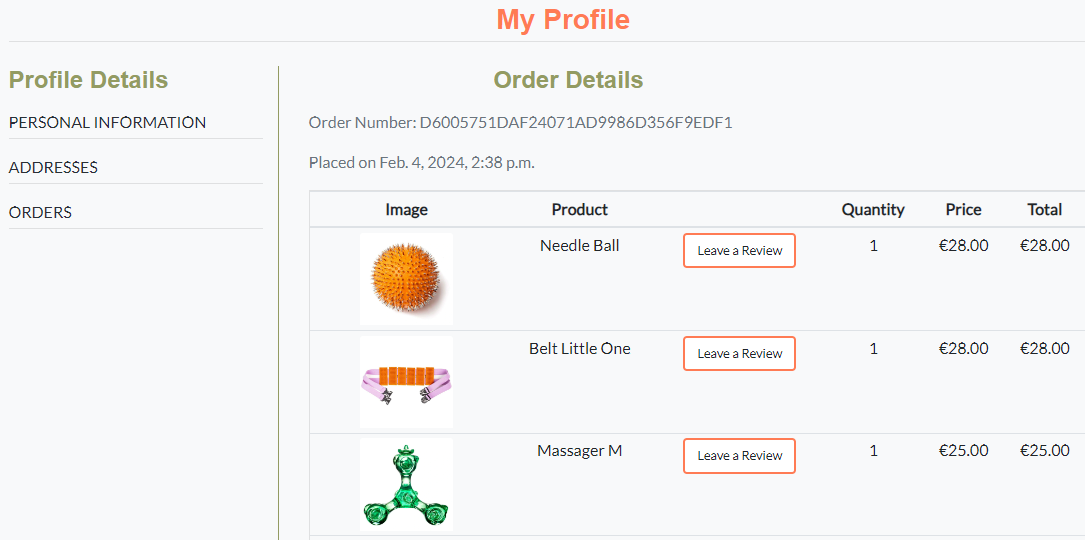 My Profile
Profile Details
PERSONAL INFORMATION
ADDRESSES
ORDERS
Order Details
Order Number: D6005751DAF24071AD9986D356F9EDF1
Placed on Feb. 4, 2024, 2:38 p.m.
Image Product Quantity Price Total
Needle Ball Leave a Review 1 €28.00 €28.00
Belt Little One Leave a Review 1 €28.00 €28.00
Massager M Leave a Review 1 €25.00 €25.00